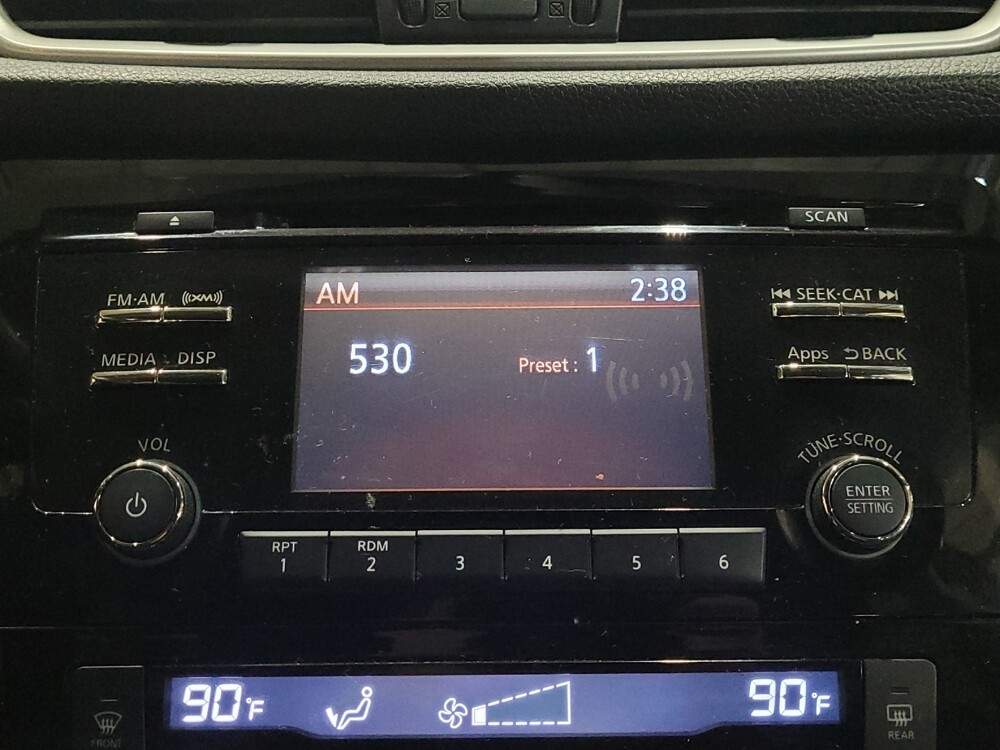 SCAN
FM·AM ((XM))
AM 2:38
SEEK·CAT
MEDIA DISP
530 Preset : 1
Apps BACK
VOL
TUNE·SCROLL
ENTER
SETTING
RPT RDM
1 2 3 4 5 6
90°F 90°F
FRONT REAR